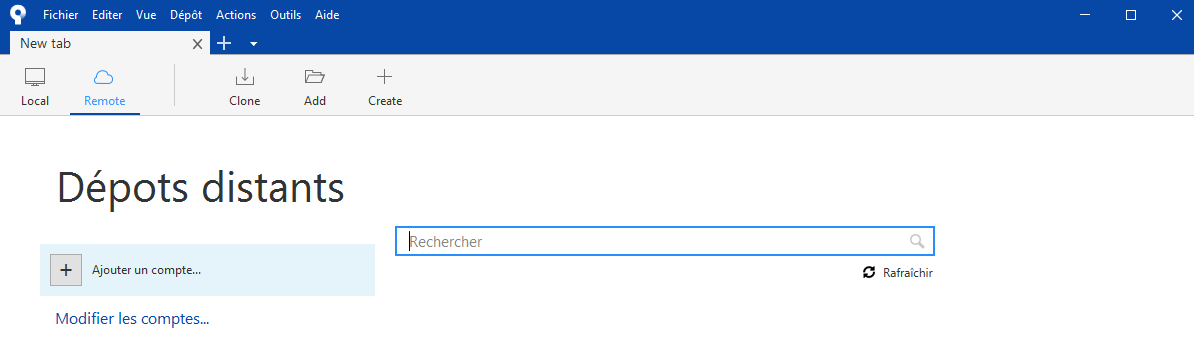 Fichier Editer Vue Dépôt Actions Outils Aide
New tab
Local Remote Clone Add Create
Dépots distants
Rechercher
Ajouter un compte...
Rafraîchir
Modifier les comptes...